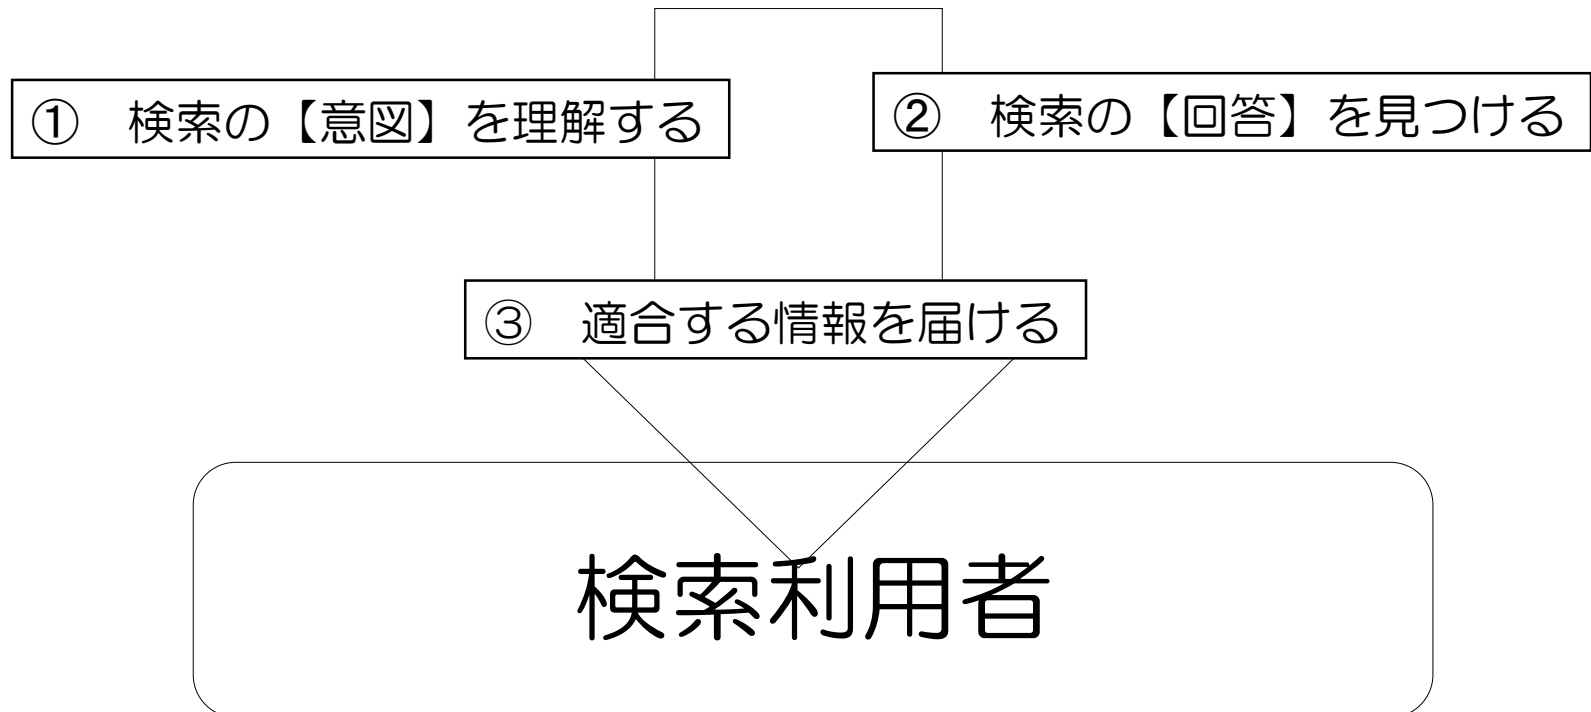 ① 検索の【意図】を理解する
② 検索の【回答】を見つける
③ 適合する情報を届ける
検索利用者